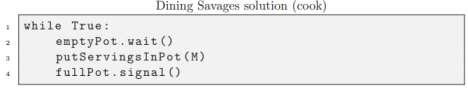 Dining Savages solution (cook)
1 while True:
2     emptyPot.wait()
3     putServingsInPot(M)
4     fullPot.signal()